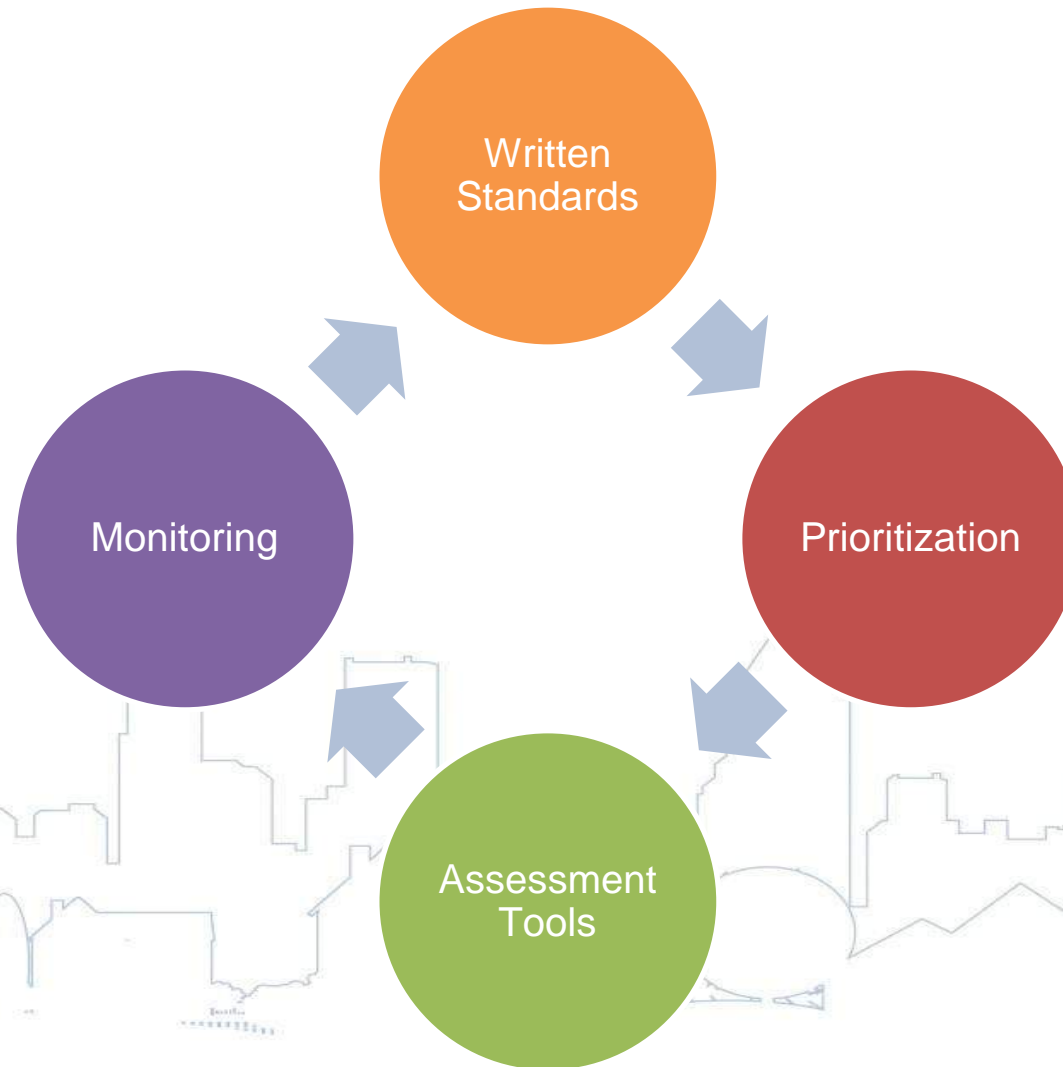 Written
Standards
Prioritization
Assessment
Tools
Monitoring